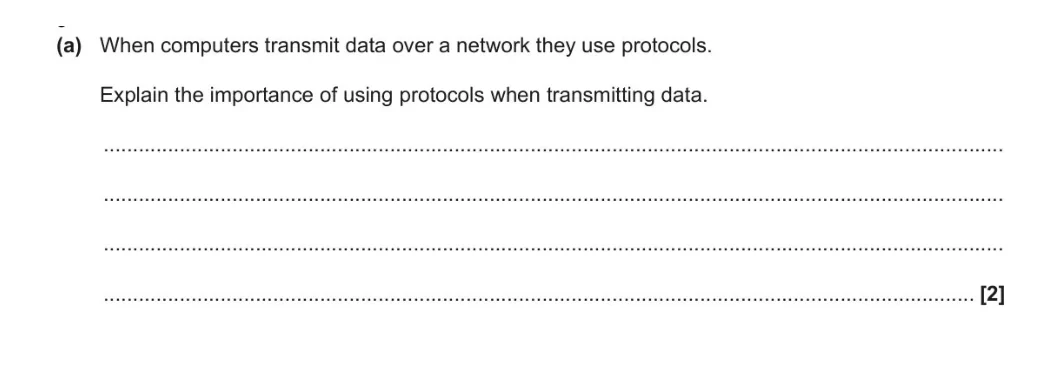 (a) When computers transmit data over a network they use protocols.
Explain the importance of using protocols when transmitting data.
[2]